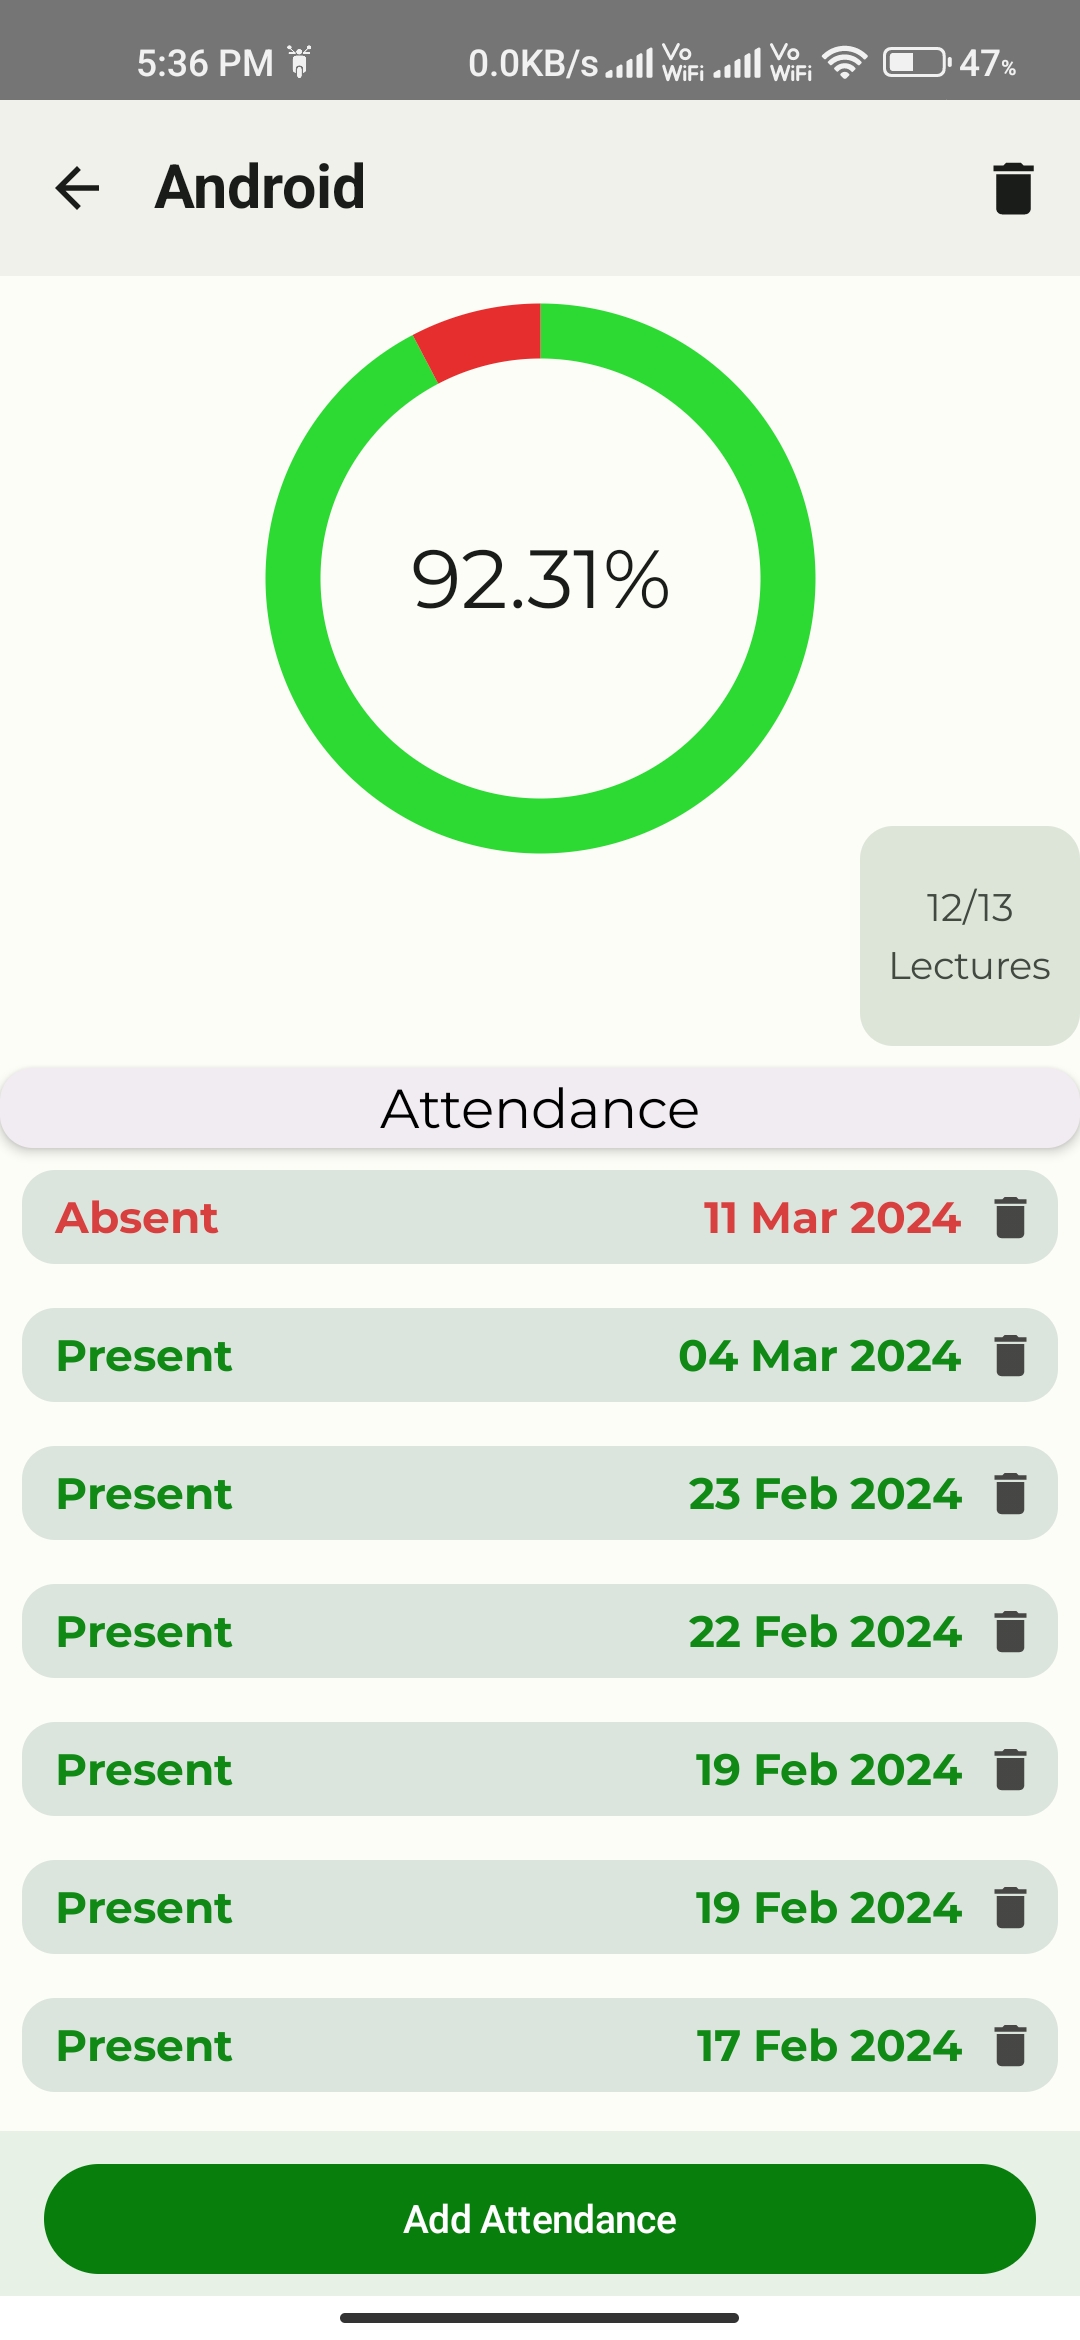 5:36 PM 0.0KB/s Vo WiFi Vo WiFi 47%
Android
92.31%
12/13
Lectures
Attendance
Absent 11 Mar 2024
Present 04 Mar 2024
Present 23 Feb 2024
Present 22 Feb 2024
Present 19 Feb 2024
Present 19 Feb 2024
Present 17 Feb 2024
Add Attendance